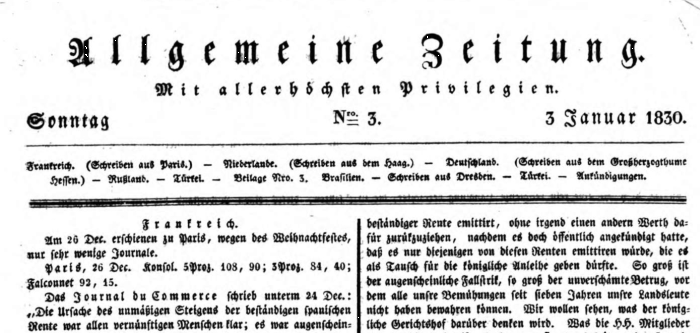 Allgemeine Zeitung.
Mit allerhöchsten Privilegien.
Sonntag
Nro. 3.
3 Januar 1830.
Frankreich. (Schreiben aus Paris.) — Niederlande. (Schreiben aus dem Haag.) — Deutschland. (Schreiben aus dem Großherzogthume
Hessen.) — Rußland. — Türkei. — Beilage Nro. 3. Brasilien. — Schreiben aus Dresden. — Türkei. — Ankündigungen.
Frankreich.
Am 26 Dec. erschienen zu Paris, wegen des Weihnachtfestes,
nur sehr wenige Journale.
Paris, 26 Dec. Konsol. 5Proz. 108, 90; 3Proz. 84, 40;
Falconnet 92, 15.
Das Journal du Commerce schrieb unterm 24 Dec.:
„Die Ursache des unmäßigen Steigens der beständigen spanischen
Rente war allen vernünftigen Menschen klar; es war augenschein-
beständiger Rente emittirt, ohne irgend einen andern Werth da-
für zurükzuziehen, nachdem es doch öffentlich angekündigt hatte,
daß es nur diejenigen von diesen Renten emittiren würde, die es
als Tausch für die königliche Anleihe geben dürfte. So groß ist
der augenscheinliche Fallstrik, so groß der unverschämte Betrug, vor
dem alle unsre Bemühungen seit sieben Jahren unsre Landsleute
nicht haben bewahren können. Wir wollen sehen, was der könig-
liche Gerichtshof darüber denken wird. Was die HH. Mitglieder